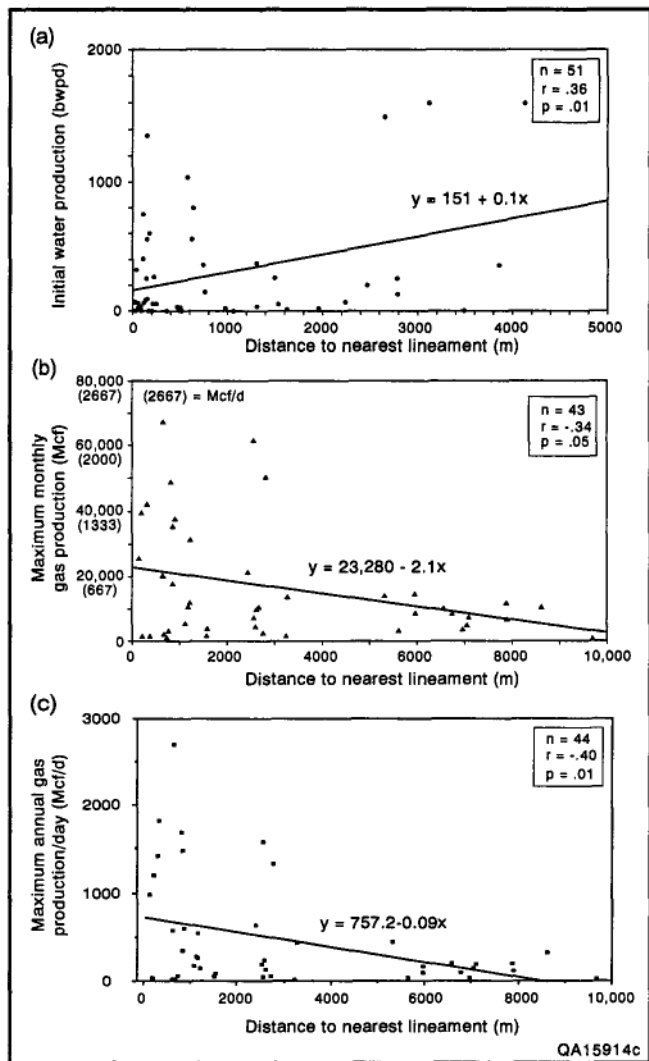 (a)
2000
1000
0
Initial water production (bwpd)
n = 51
r = .36
p = .01
y = 151 + 0.1x
0 1000 2000 3000 4000 5000
Distance to nearest lineament (m)
(b)
80,000
(2667)
60,000
(2000)
40,000
(1333)
20,000
(667)
0
Maximum monthly
gas production (Mcf)
(2667) = Mcf/d
n = 43
r = -.34
p = .05
y = 23,280 - 2.1x
0 2000 4000 6000 8000 10,000
Distance to nearest lineament (m)
(c)
3000
2000
1000
0
Maximum annual gas
production/day (Mcf/d)
n = 44
r = -.40
p = .01
y = 757.2-0.09x
0 2000 4000 6000 8000 10,000
Distance to nearest lineament (m)
QA15914c